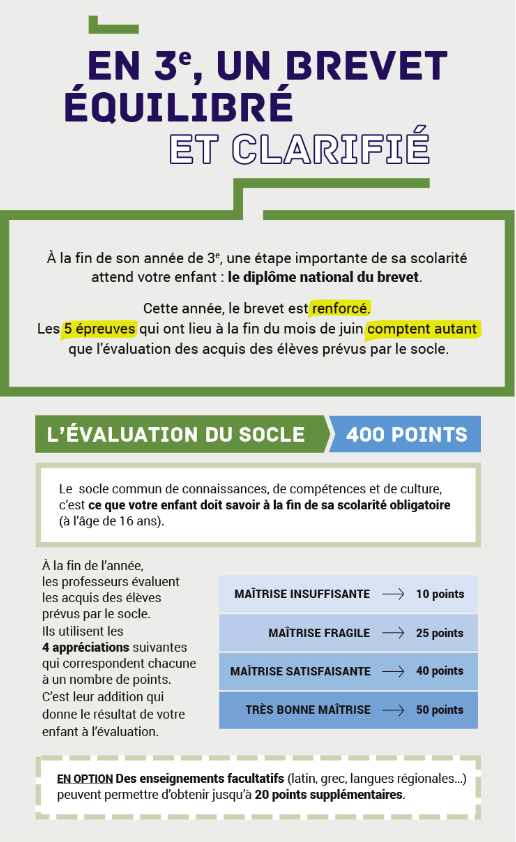 EN 3e, UN BREVET
ÉQUILIBRÉ
ET CLARIFIÉ
À la fin de son année de 3e, une étape importante de sa scolarité
attend votre enfant : le diplôme national du brevet.
Cette année, le brevet est renforcé.
Les 5 épreuves qui ont lieu à la fin du mois de juin comptent autant
que l’évaluation des acquis des élèves prévus par le socle.
L’ÉVALUATION DU SOCLE 400 POINTS
Le socle commun de connaissances, de compétences et de culture,
c’est ce que votre enfant doit savoir à la fin de sa scolarité obligatoire
(à l’âge de 16 ans).
À la fin de l’année,
les professeurs évaluent
les acquis des élèves
prévus par le socle.
Ils utilisent les
4 appréciations suivantes
qui correspondent chacune
à un nombre de points.
C’est leur addition qui
donne le résultat de votre
enfant à l’évaluation.
MAÎTRISE INSUFFISANTE → 10 points
MAÎTRISE FRAGILE → 25 points
MAÎTRISE SATISFAISANTE → 40 points
TRÈS BONNE MAÎTRISE → 50 points
EN OPTION Des enseignements facultatifs (latin, grec, langues régionales...)
peuvent permettre d’obtenir jusqu’à 20 points supplémentaires.